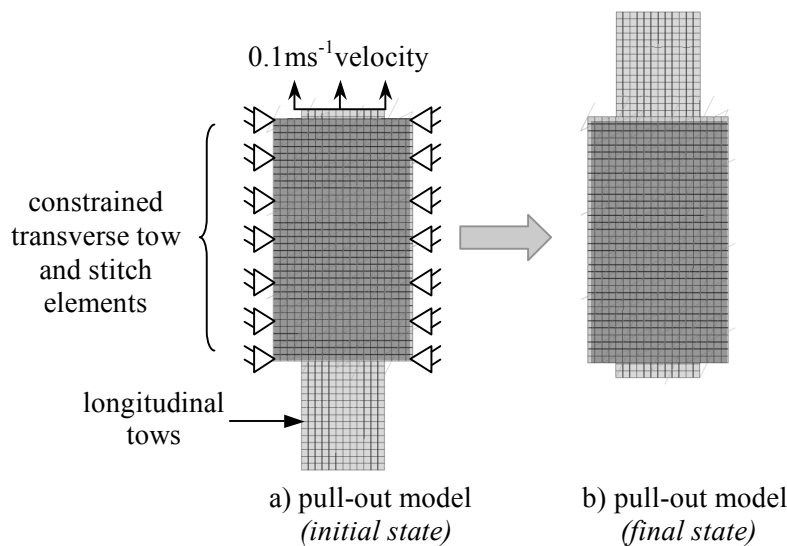 0.1ms⁻¹velocity
constrained
transverse tow
and stitch
elements
longitudinal
tows
a) pull-out model
(initial state)
b) pull-out model
(final state)